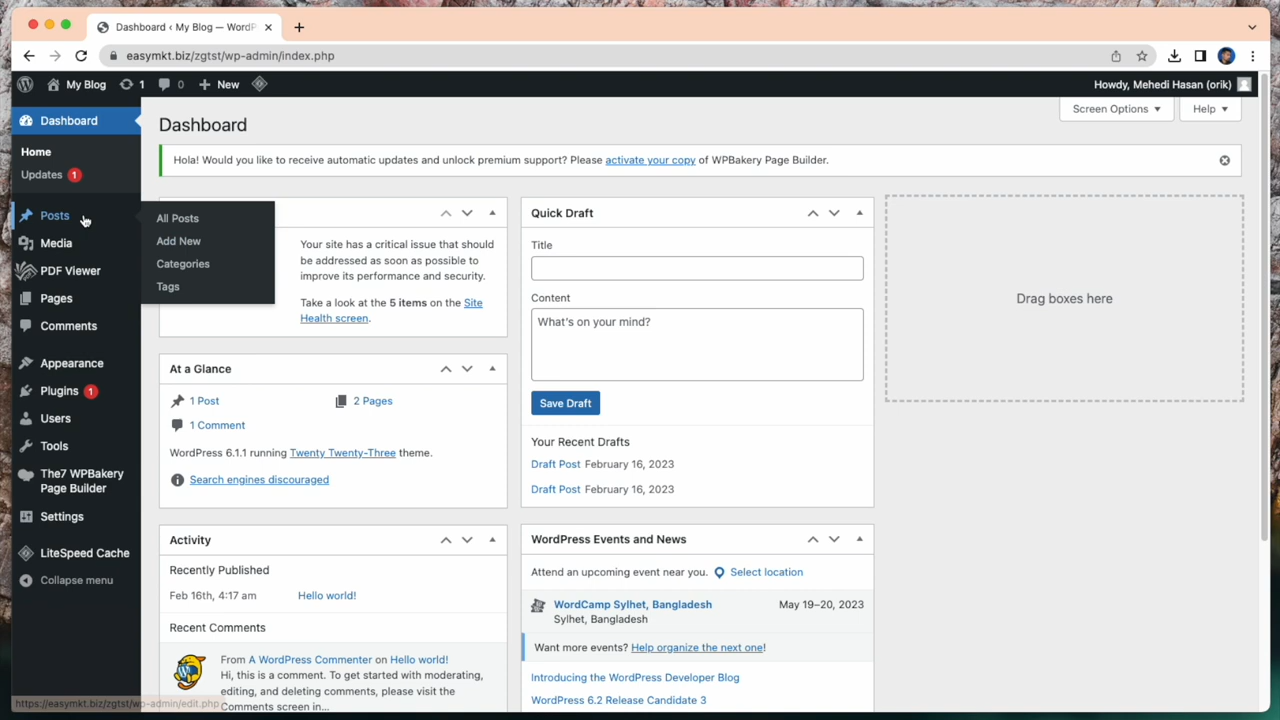 Dashboard ‹ My Blog — WordP
easymkt.biz/zgtst/wp-admin/index.php
My Blog
1
0
New
Howdy, Mehedi Hasan (orik)
Dashboard
Home
Updates 1
Posts
Media
PDF Viewer
Pages
Comments
Appearance
Plugins 1
Users
Tools
The7 WPBakery
Page Builder
Settings
LiteSpeed Cache
Collapse menu
All Posts
Add New
Categories
Tags
Screen Options
Help
Dashboard
Hola! Would you like to receive automatic updates and unlock premium support? Please activate your copy of WPBakery Page Builder.
Your site has a critical issue that should
be addressed as soon as possible to
improve its performance and security.
Take a look at the 5 items on the Site
Health screen.
At a Glance
1 Post
2 Pages
1 Comment
WordPress 6.1.1 running Twenty Twenty-Three theme.
Search engines discouraged
Activity
Recently Published
Feb 16th, 4:17 am
Hello world!
Recent Comments
From A WordPress Commenter on Hello world!
Hi, this is a comment. To get started with moderating,
editing, and deleting comments, please visit the
Comments screen in...
Quick Draft
Title
Content
What's on your mind?
Save Draft
Your Recent Drafts
Draft Post February 16, 2023
Draft Post February 16, 2023
WordPress Events and News
Attend an upcoming event near you.
Select location
WordCamp Sylhet, Bangladesh
May 19–20, 2023
Sylhet, Bangladesh
Want more events? Help organize the next one!
Introducing the WordPress Developer Blog
WordPress 6.2 Release Candidate 3
Drag boxes here
https://easymkt.biz/zgtst/wp-admin/edit.php